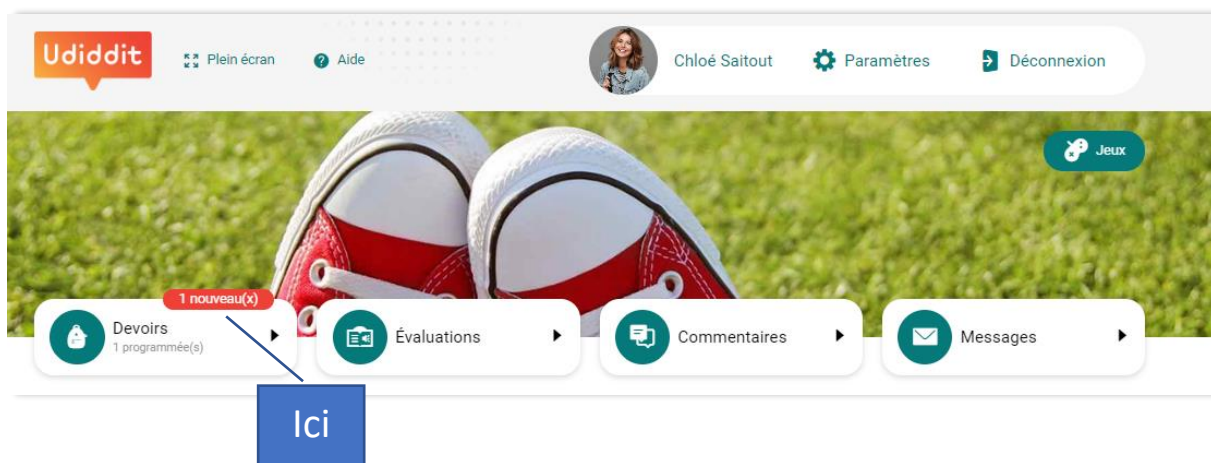 Udiddit
Plein écran
Aide
Chloé Saitout
Paramètres
Déconnexion
Jeux
1 nouveau(x)
Devoirs
1 programmée(s)
Évaluations
Commentaires
Messages
Ici